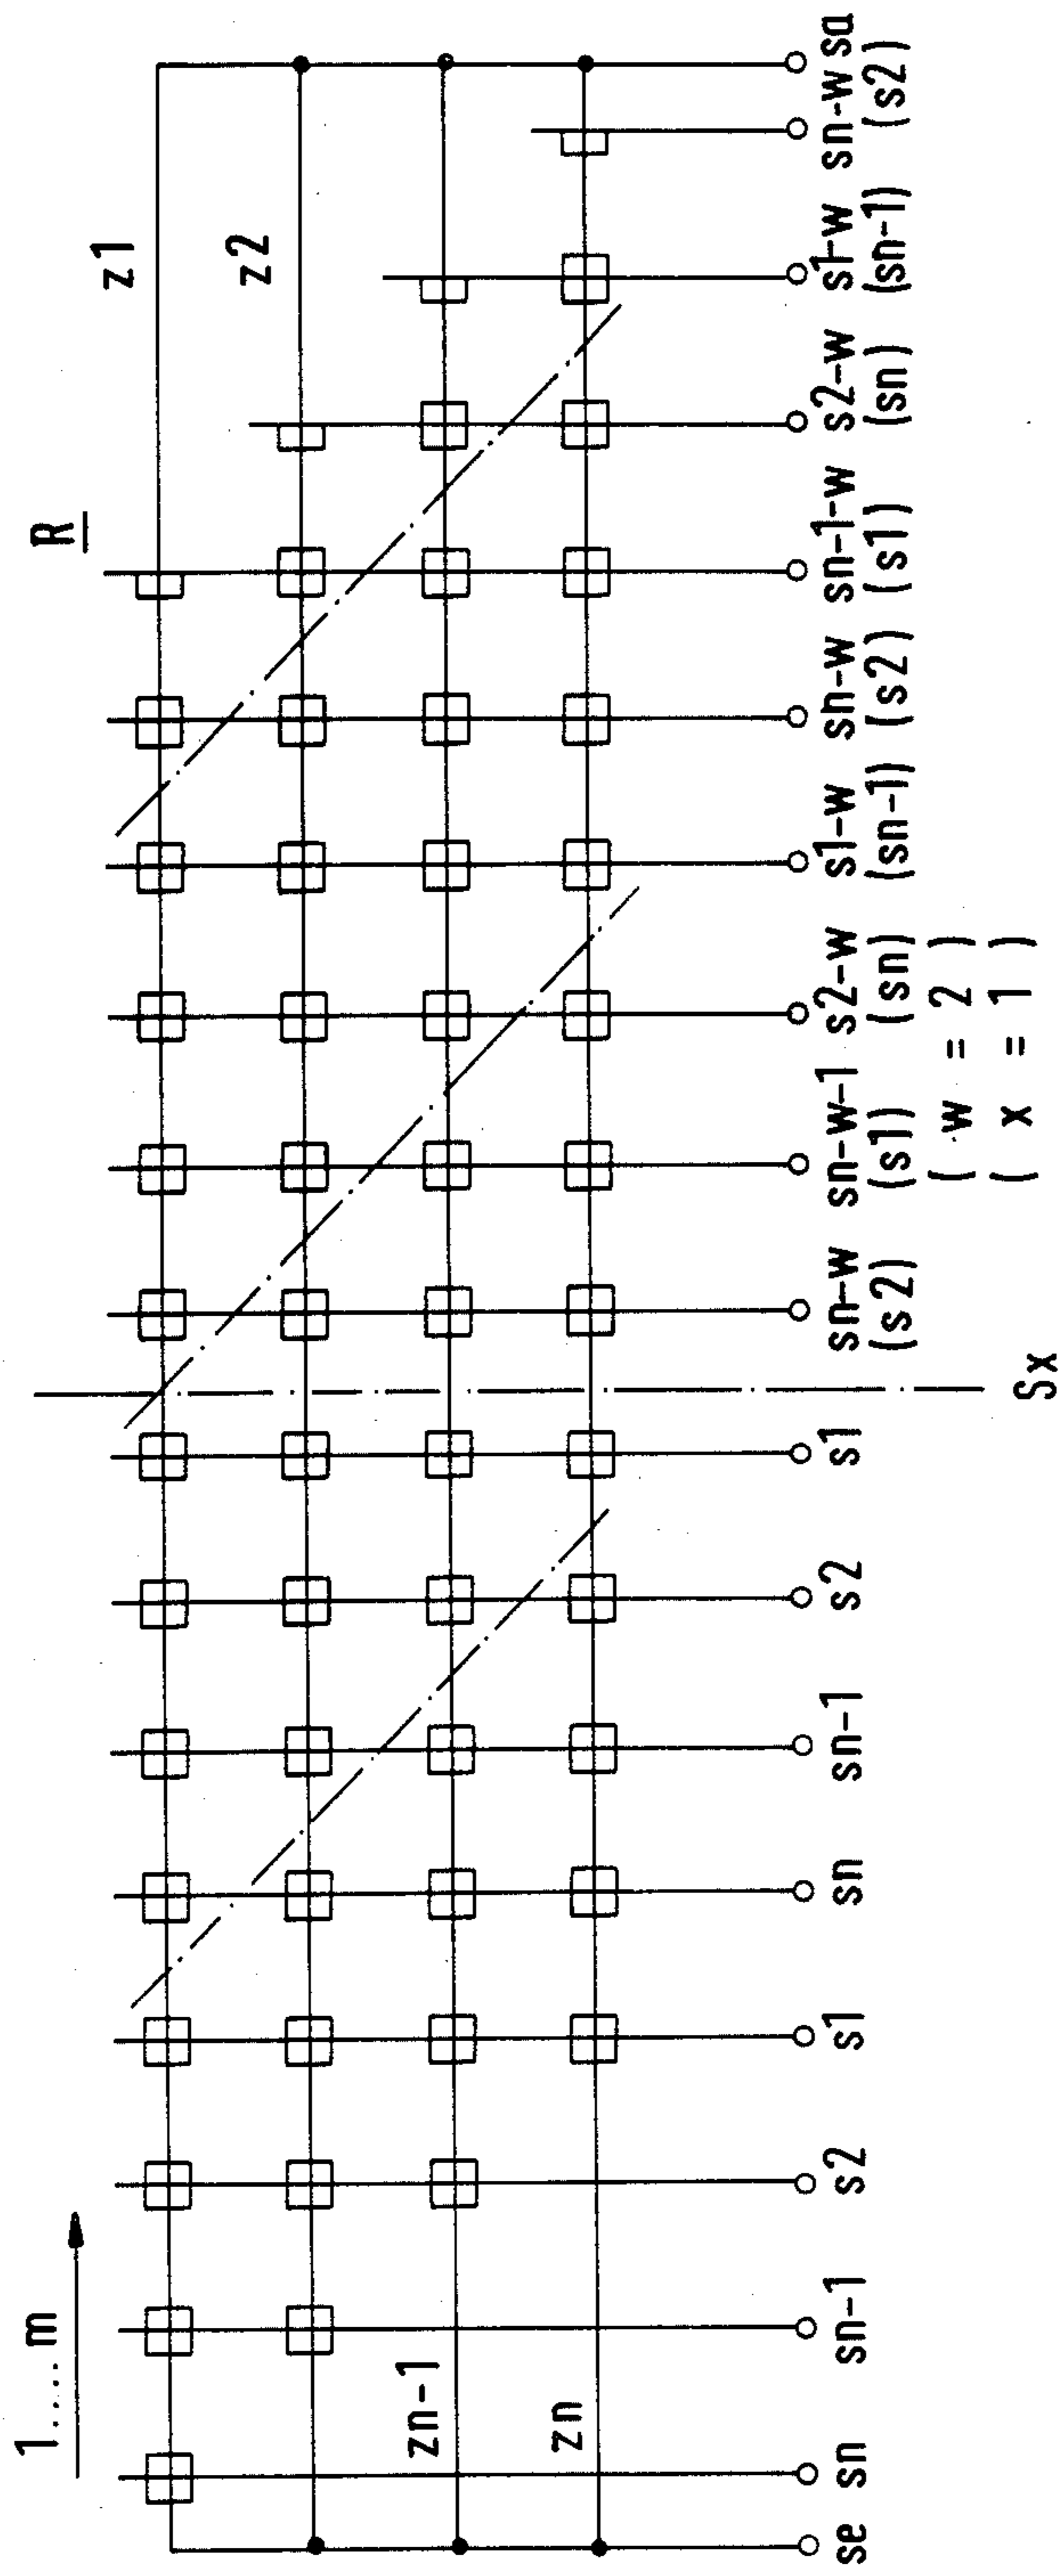 1.....m
R
z1
z2
zn-1
zn
se sn sn-1 s2 s1 sn sn-1 s2 s1 sn-w sn-w-1 s2-w s1-w sn-w sn-1-w s2-w s1-w sn-w sa
(s2) (s1) (sn) (sn-1) (s2) (s1) (sn) (sn-1) (s2)
( w = 2 )
( x = 1 )
Sx